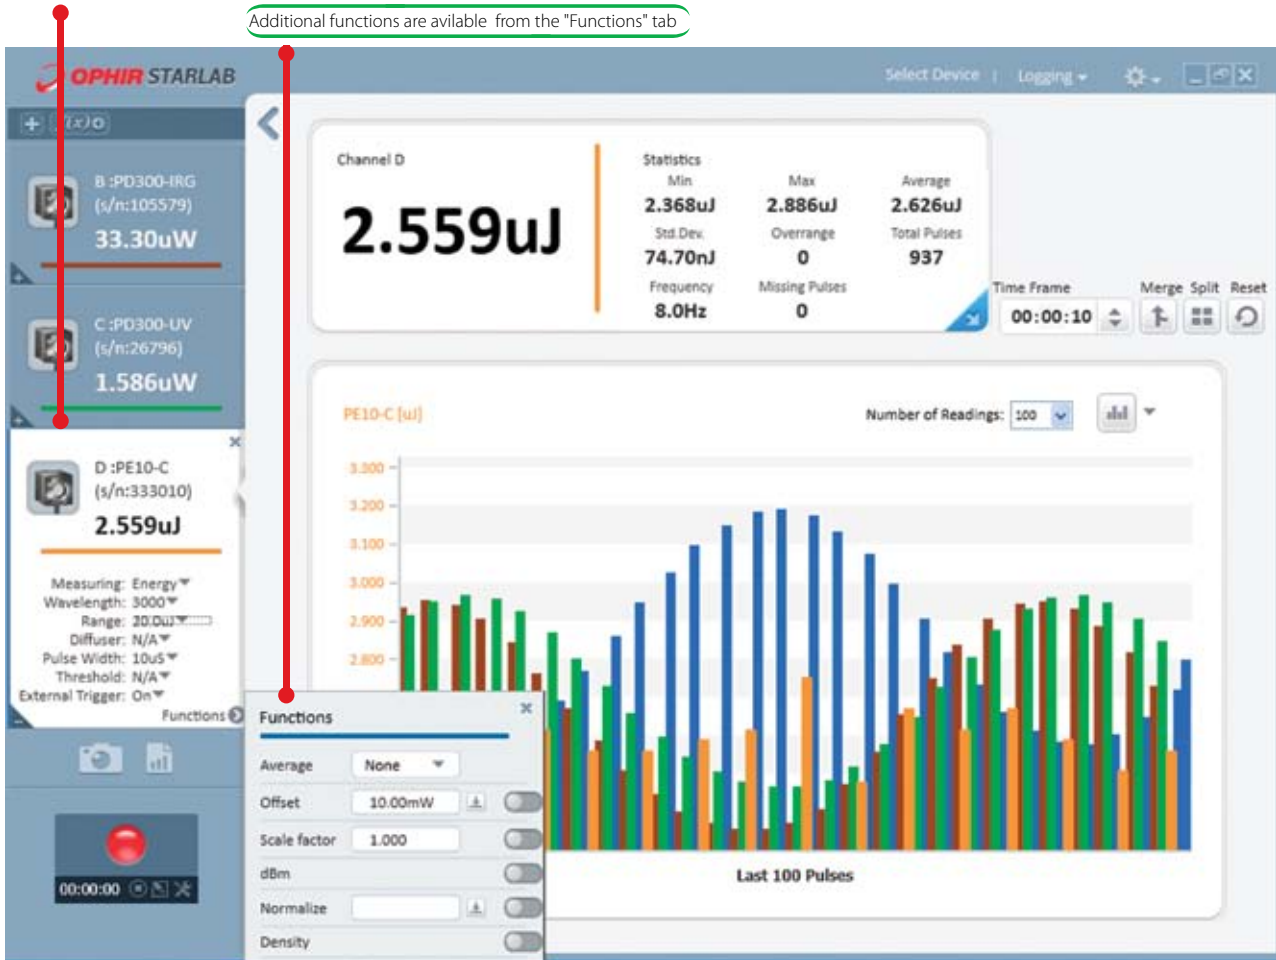 Additional functions are avilable from the "Functions" tab
OPHIR STARLAB
Select Device | Logging
f(x)
B :PD300-IRG
(s/n:105579)
33.30uW
C :PD300-UV
(s/n:26796)
1.586uW
D :PE10-C
(s/n:333010)
2.559uJ
Measuring: Energy
Wavelength: 3000
Range: 20.0uJ
Diffuser: N/A
Pulse Width: 10uS
Threshold: N/A
External Trigger: On
Functions
00:00:00
Channel D
2.559uJ
Statistics
Min Max Average
2.368uJ 2.886uJ 2.626uJ
Std.Dev. Overrange Total Pulses
74.70nJ 0 937
Frequency Missing Pulses
8.0Hz 0
Time Frame Merge Split Reset
00:00:10
PE10-C [uJ]
Number of Readings: 100
3.300
3.200
3.100
3.000
2.900
2.800
Last 100 Pulses
Functions
Average None
Offset 10.00mW
Scale factor 1.000
dBm
Normalize
Density